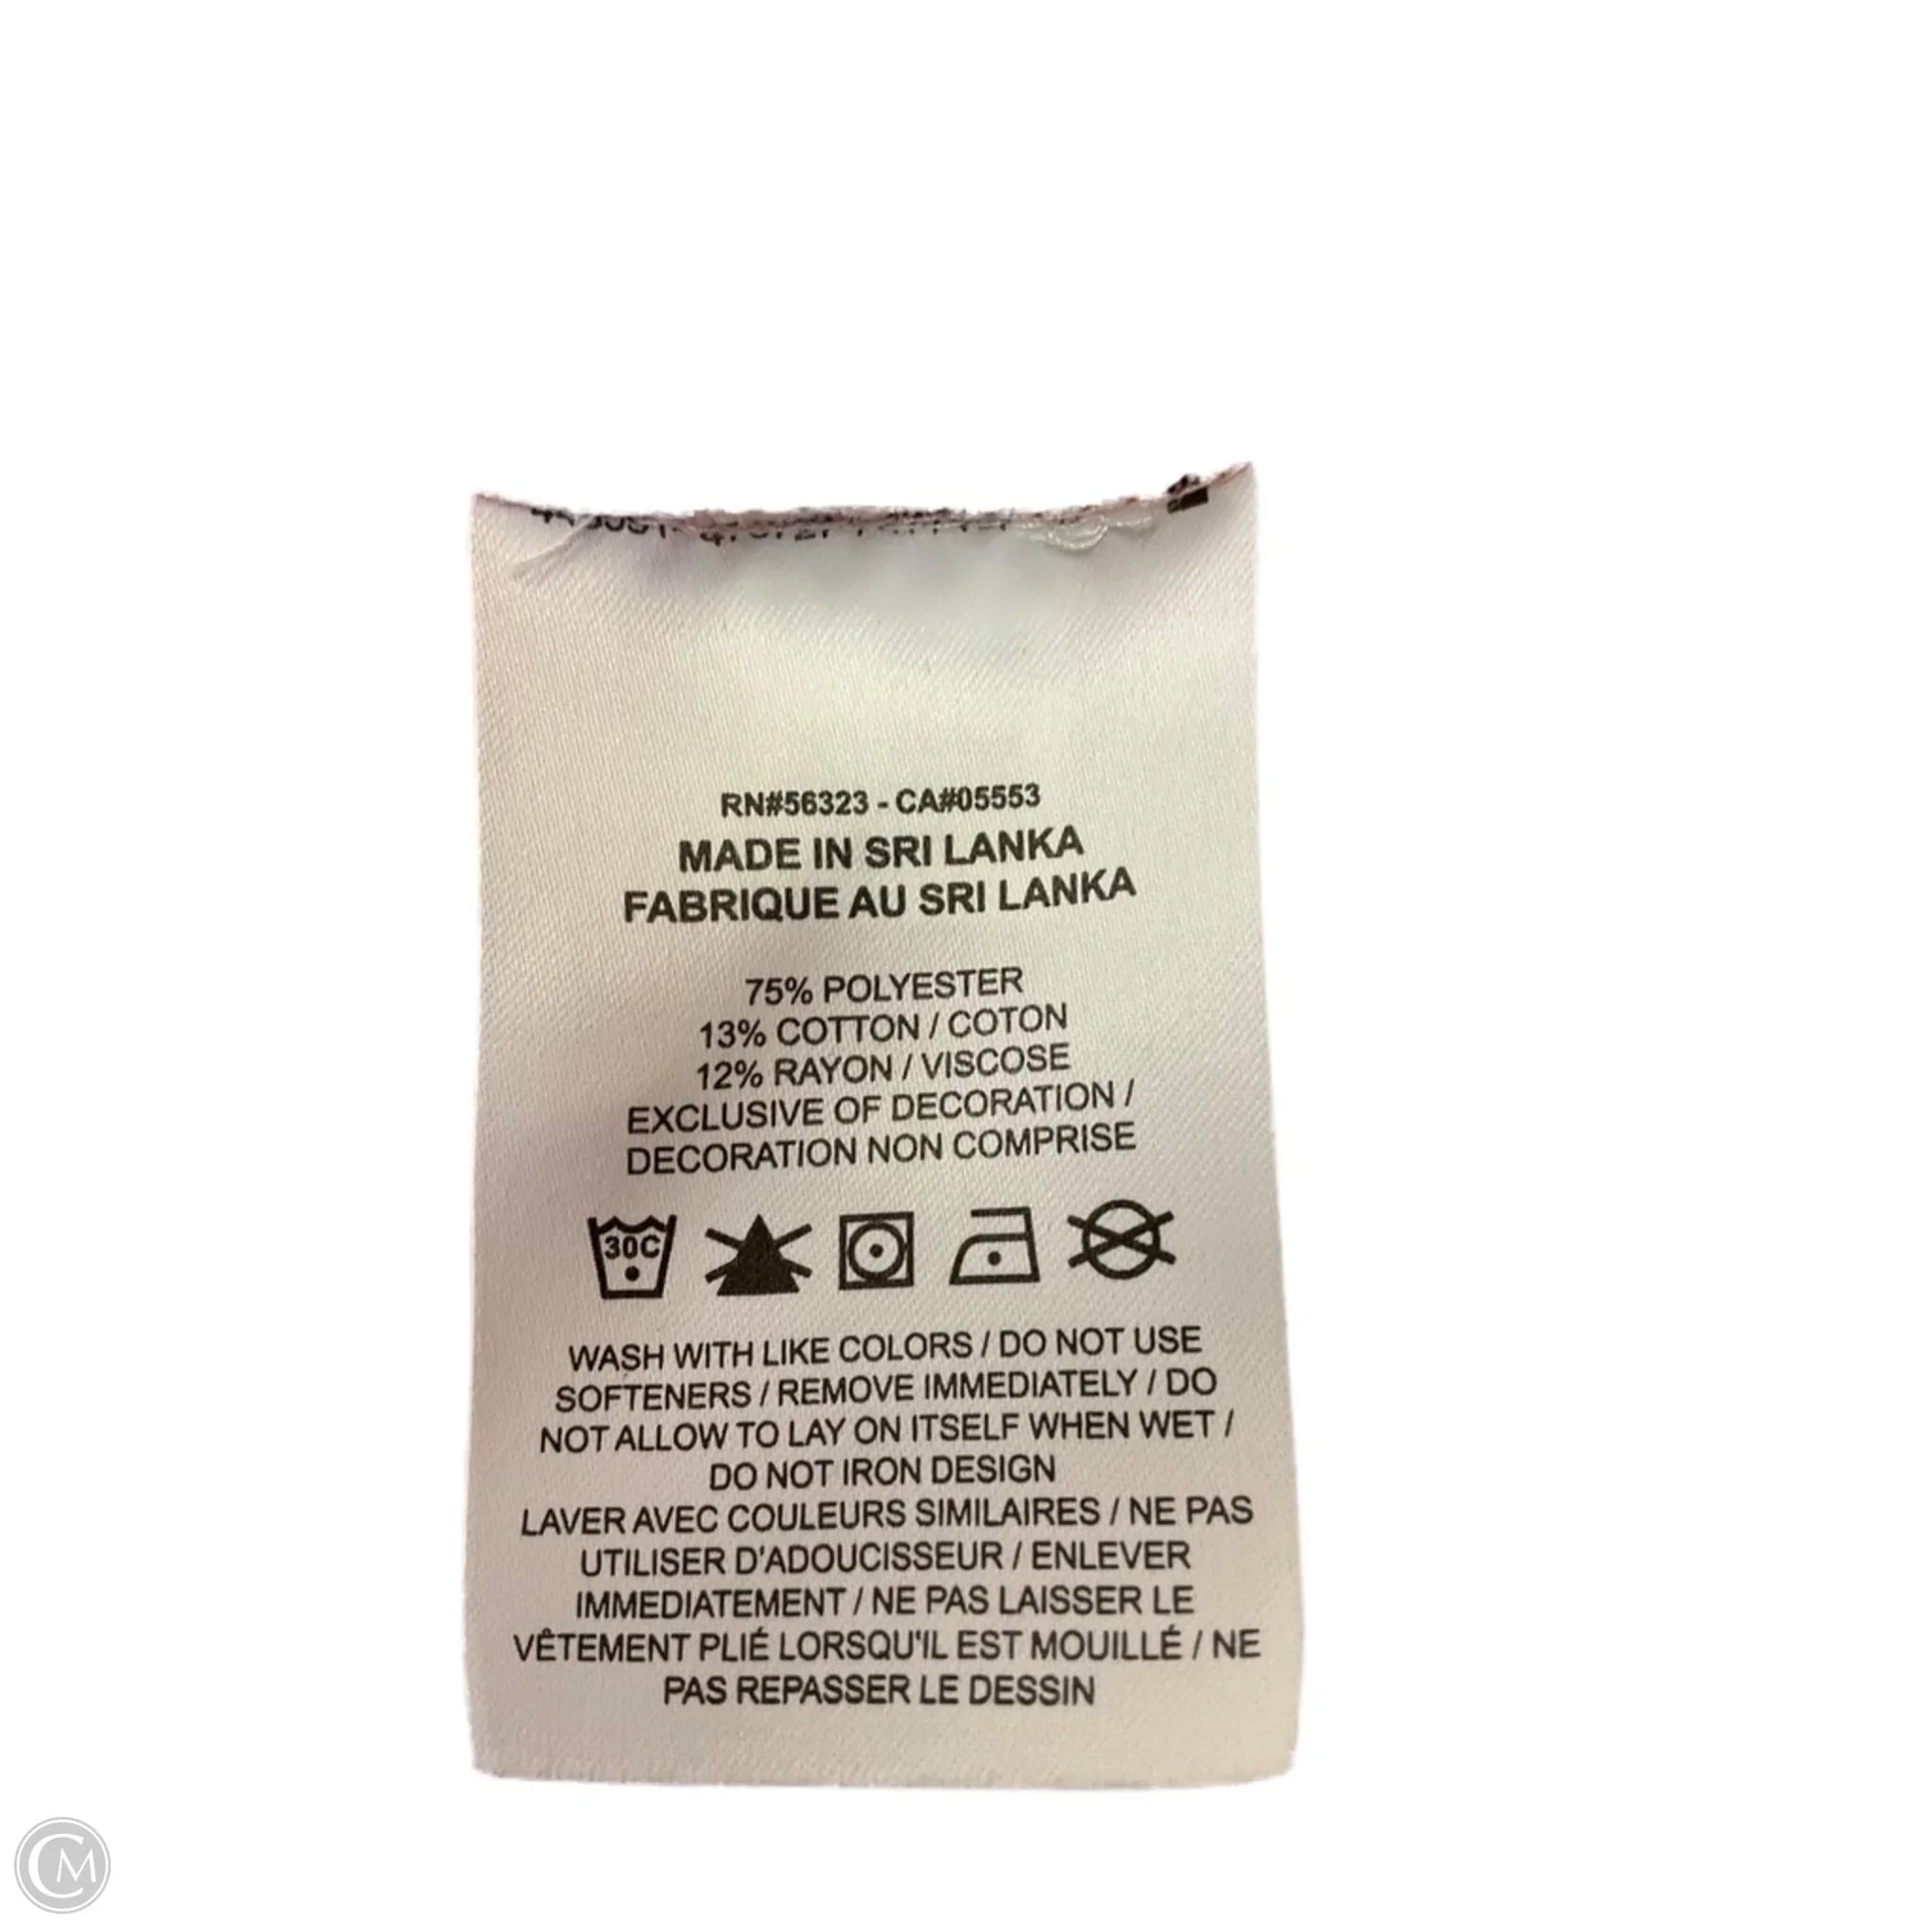 RN#56323 - CA#05553
MADE IN SRI LANKA
FABRIQUE AU SRI LANKA
75% POLYESTER
13% COTTON / COTON
12% RAYON / VISCOSE
EXCLUSIVE OF DECORATION /
DECORATION NON COMPRISE
30C
WASH WITH LIKE COLORS / DO NOT USE
SOFTENERS / REMOVE IMMEDIATELY / DO
NOT ALLOW TO LAY ON ITSELF WHEN WET /
DO NOT IRON DESIGN
LAVER AVEC COULEURS SIMILAIRES / NE PAS
UTILISER D'ADOUCISSEUR / ENLEVER
IMMEDIATEMENT / NE PAS LAISSER LE
VÊTEMENT PLIÉ LORSQU'IL EST MOUILLÉ / NE
PAS REPASSER LE DESSIN
CM